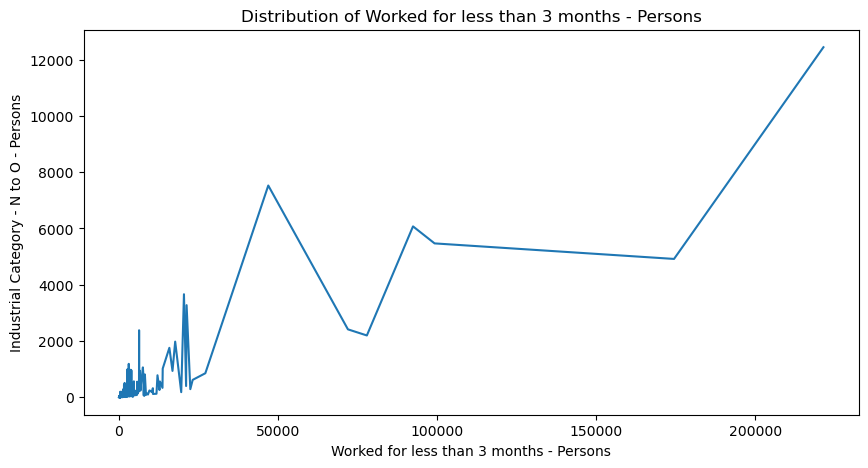 Distribution of Worked for less than 3 months - Persons
Industrial Category - N to O - Persons
12000
10000
8000
6000
4000
2000
0
0 50000 100000 150000 200000
Worked for less than 3 months - Persons